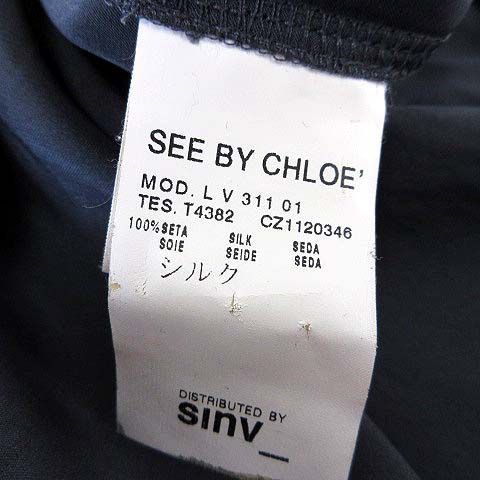 SEE BY CHLOE'
MOD. L V 311 01
TES. T4382 CZ1120346
100%SETA SILK SEDA
SOIE SEIDE SEDA
シルク
DISTRIBUTED BY
sinv_